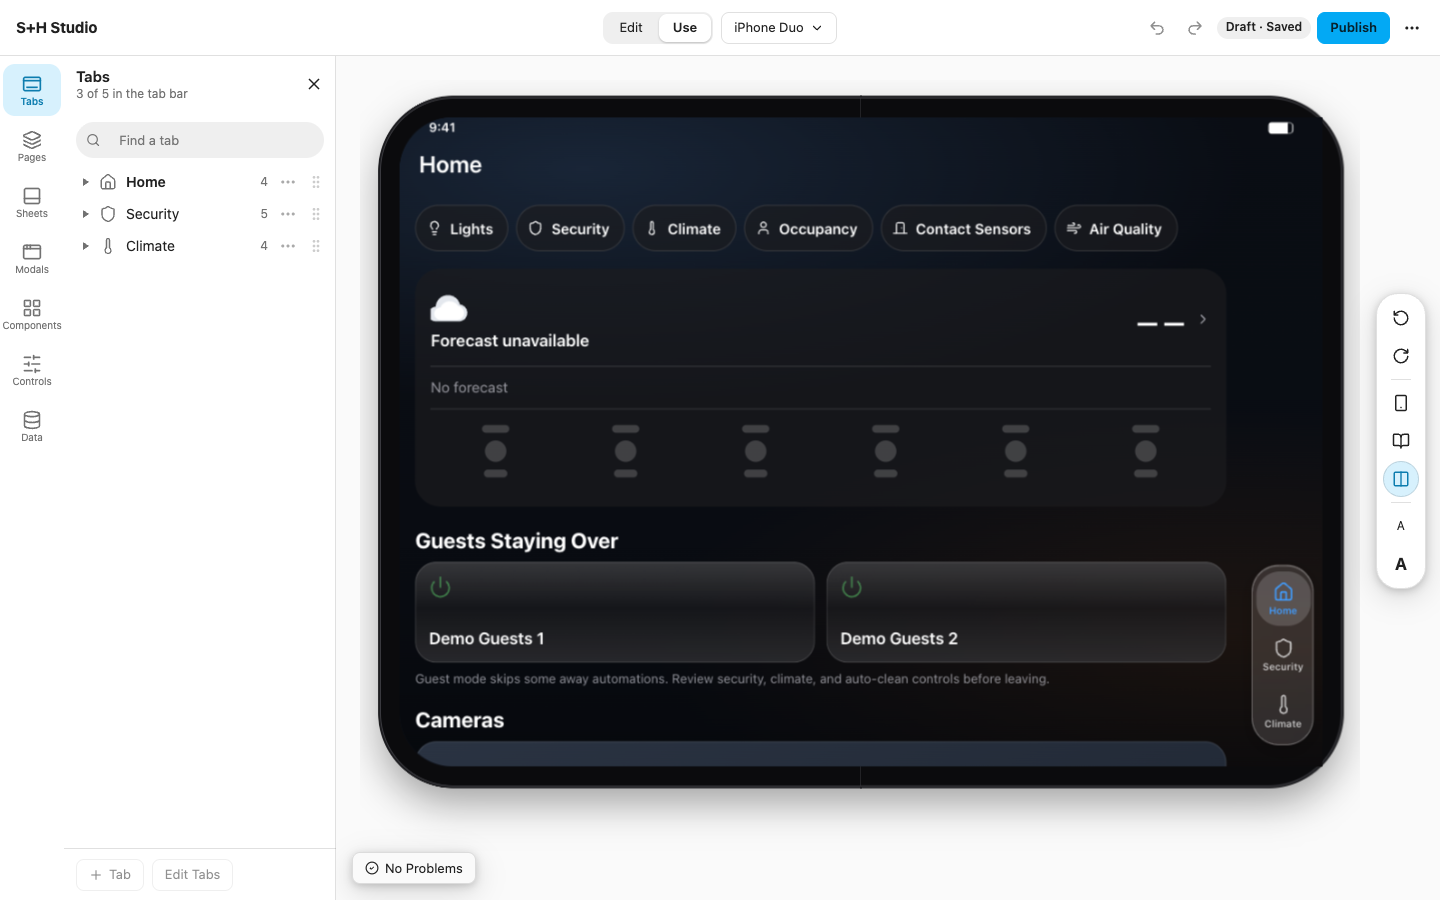 S+H Studio
Edit
Use
iPhone Duo
Draft · Saved
Publish
Tabs
Pages
Sheets
Modals
Components
Controls
Data
Tabs
3 of 5 in the tab bar
Find a tab
Home 4
Security 5
Climate 4
+ Tab
Edit Tabs
9:41
Home
Lights
Security
Climate
Occupancy
Contact Sensors
Air Quality
Forecast unavailable
— —
No forecast
Guests Staying Over
Demo Guests 1
Demo Guests 2
Guest mode skips some away automations. Review security, climate, and auto-clean controls before leaving.
Cameras
Home
Security
Climate
A
A
No Problems